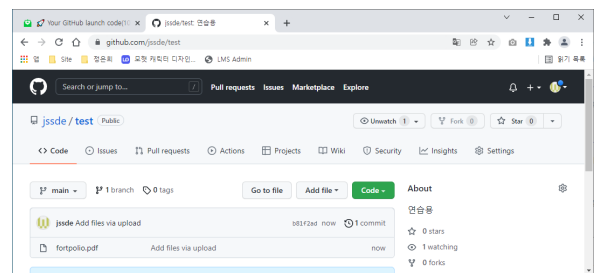 Your GitHub launch code(10
jssde/test: 연습용
github.com/jssde/test
앱 Site 정은희 로켓 캐릭터 디자인... LMS Admin 읽기 목록
Search or jump to... / Pull requests Issues Marketplace Explore
jssde / test Public Unwatch 1 Fork 0 Star 0
Code Issues Pull requests Actions Projects Wiki Security Insights Settings
main 1 branch 0 tags Go to file Add file Code About
연습용
jssde Add files via upload b81f2ad now 1 commit
0 stars
fortpolio.pdf Add files via upload now
1 watching
0 forks